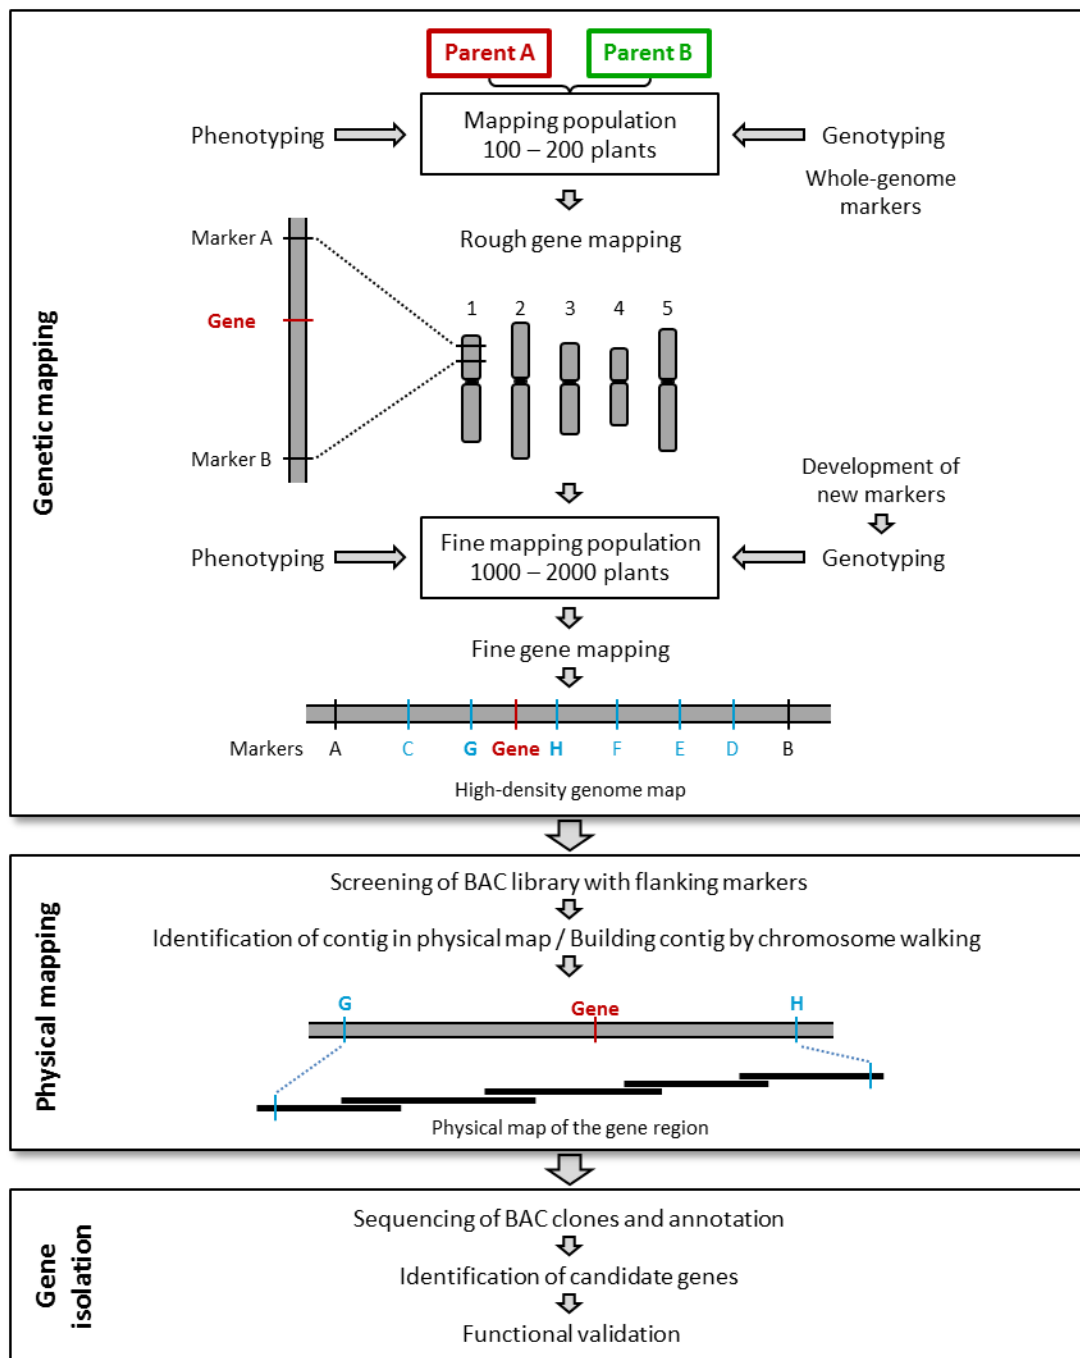 Parent A
Parent B
Phenotyping
Mapping population
100 – 200 plants
Genotyping
Whole-genome
markers
Rough gene mapping
Marker A
Gene
Marker B
1 2 3 4 5
Genetic mapping
Development of
new markers
Phenotyping
Fine mapping population
1000 – 2000 plants
Genotyping
Fine gene mapping
Markers A C G Gene H F E D B
High-density genome map
Physical mapping
Screening of BAC library with flanking markers
Identification of contig in physical map / Building contig by chromosome walking
G Gene H
Physical map of the gene region
Gene
isolation
Sequencing of BAC clones and annotation
Identification of candidate genes
Functional validation